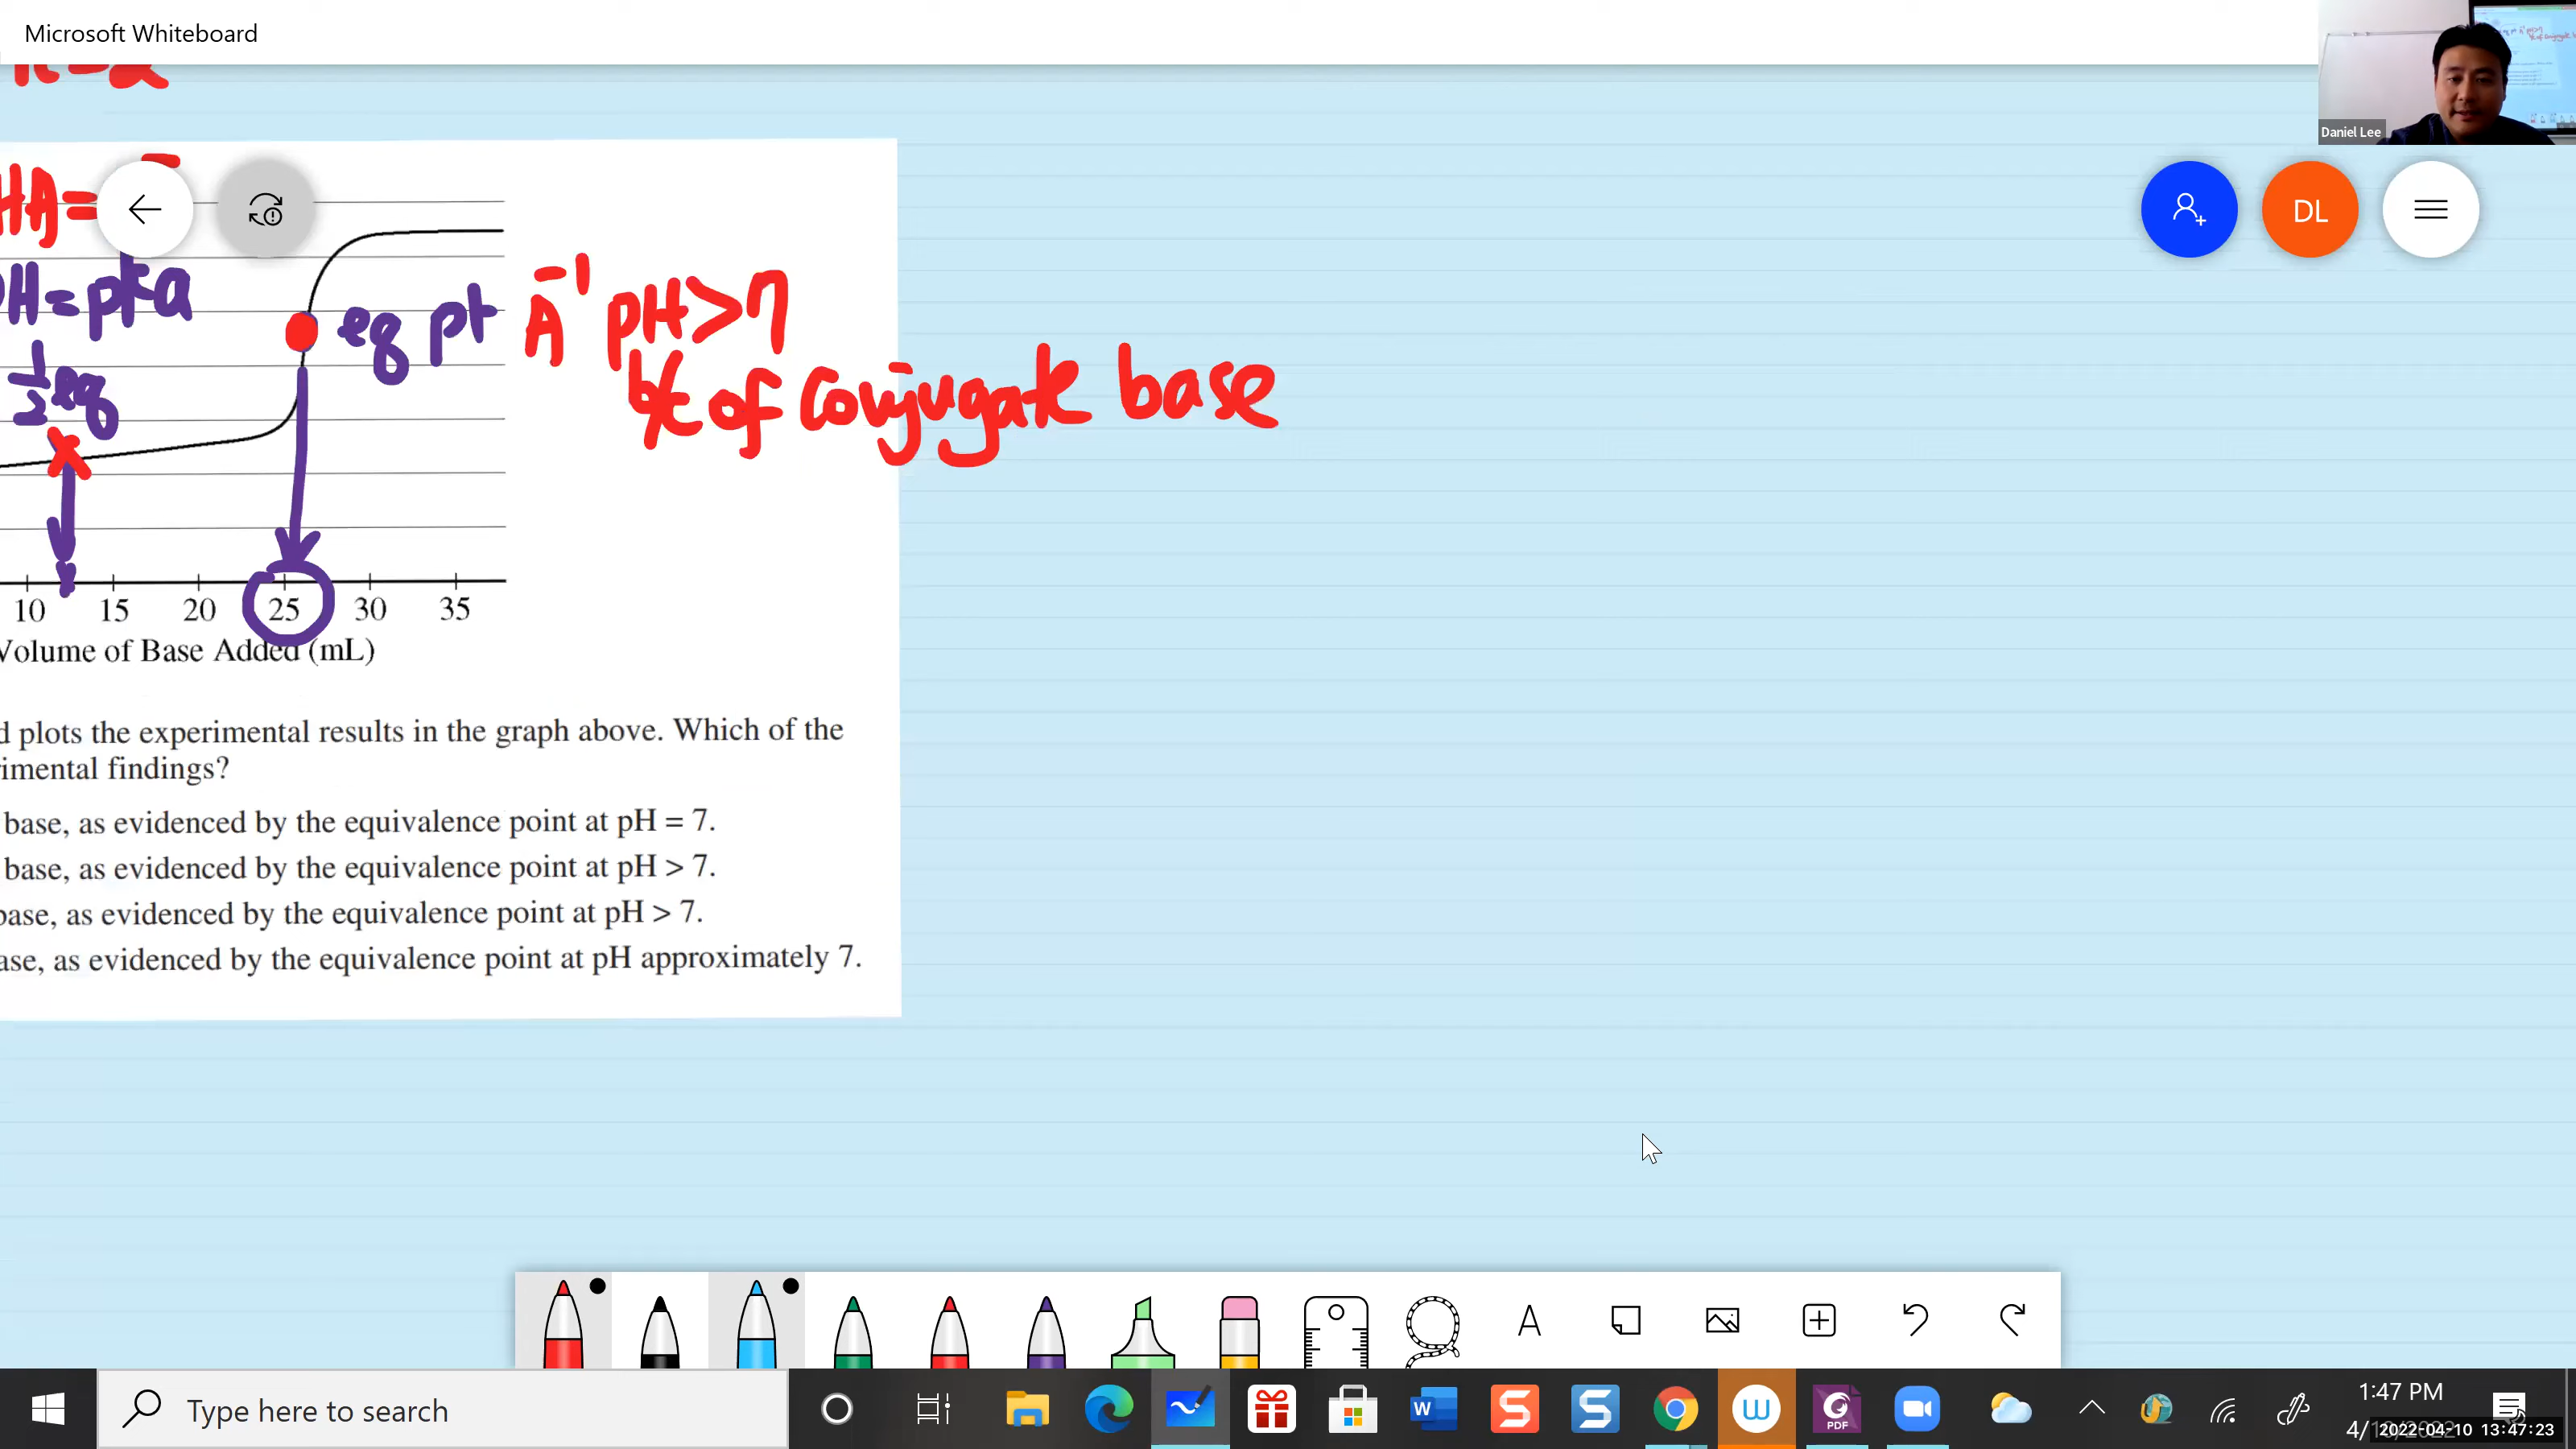 Microsoft Whiteboard
Daniel Lee
DL
HA=
pH=pka
1/2 eq
eq pt
A⁻¹ pH>7
b/c of conjugate base
10 15 20 25 30 35
Volume of Base Added (mL)
d plots the experimental results in the graph above. Which of the
rimental findings?
base, as evidenced by the equivalence point at pH = 7.
base, as evidenced by the equivalence point at pH > 7.
base, as evidenced by the equivalence point at pH > 7.
ase, as evidenced by the equivalence point at pH approximately 7.
A
Type here to search
W
S
S
W
PDF
1:47 PM
2022-04-10 13:47:23